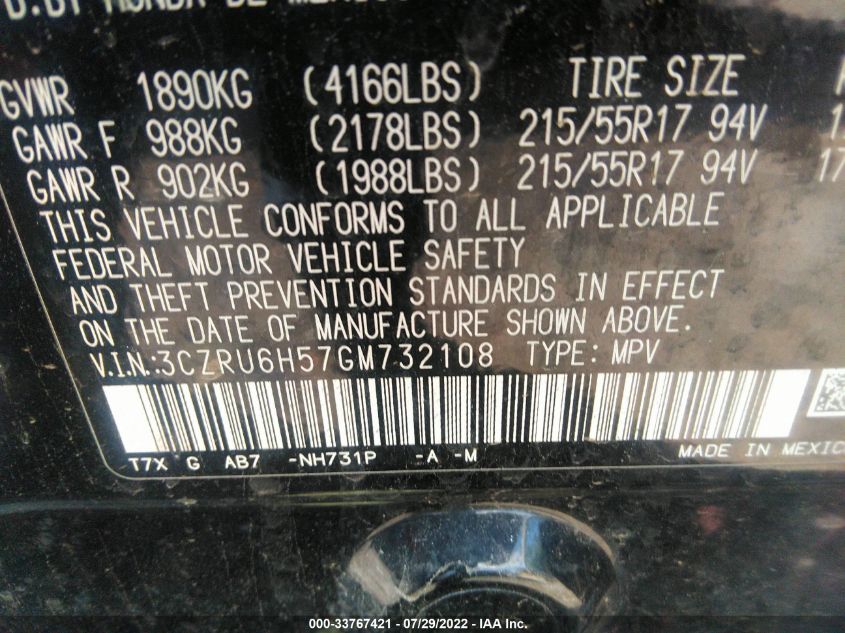 GVWR 1890KG (4166LBS) TIRE SIZE
GAWR F 988KG (2178LBS) 215/55R17 94V
GAWR R 902KG (1988LBS) 215/55R17 94V 17
THIS VEHICLE CONFORMS TO ALL APPLICABLE
FEDERAL MOTOR VEHICLE SAFETY
AND THEFT PREVENTION STANDARDS IN EFFECT
ON THE DATE OF MANUFACTURE SHOWN ABOVE.
V.I.N.:3CZRU6H57GM732108 TYPE: MPV
T7X G AB7 -NH731P -A -M MADE IN MEXICO
000-33767421 / 07/29/2022 - IAA Inc.